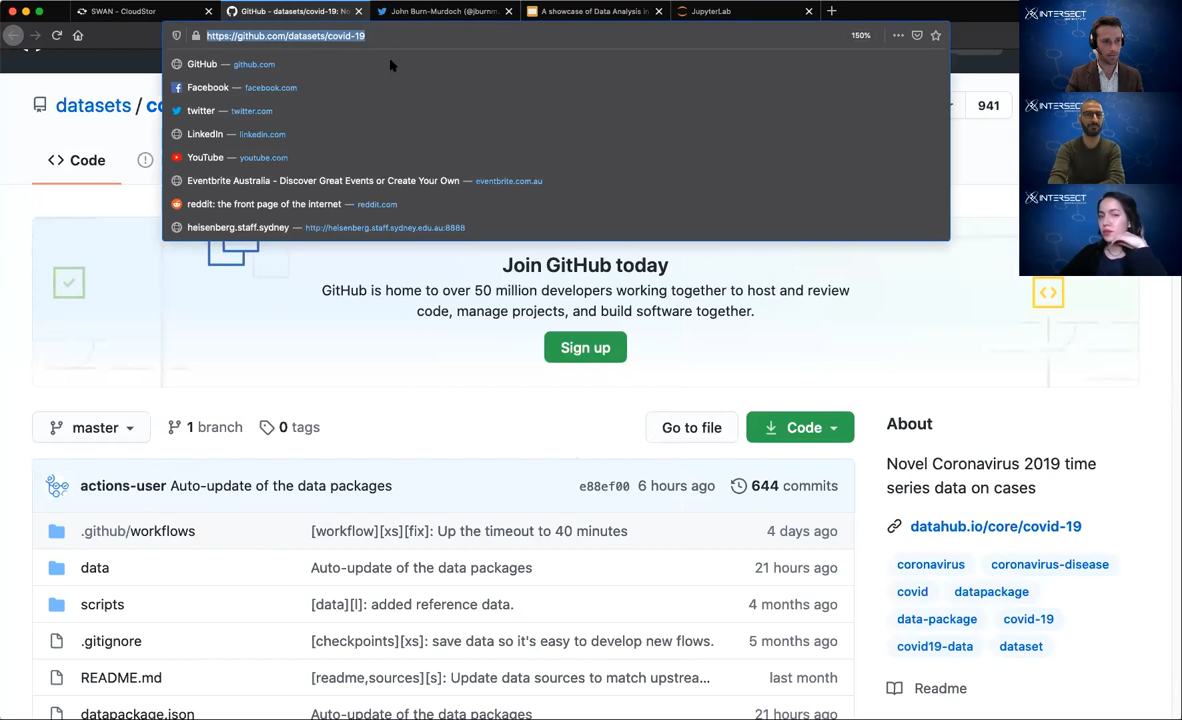 SWAN - CloudStor
GitHub - datasets/covid-19: No
John Burn-Murdoch (@jburnm
A showcase of Data Analysis in
JupyterLab
https://github.com/datasets/covid-19
150%
GitHub — github.com
Facebook — facebook.com
twitter — twitter.com
LinkedIn — linkedin.com
YouTube — youtube.com
Eventbrite Australia - Discover Great Events or Create Your Own — eventbrite.com.au
reddit: the front page of the internet — reddit.com
heisenberg.staff.sydney — http://heisenberg.staff.sydney.edu.au:8888
INTERSECT
INTERSECT
INTERSECT
datasets / co
941
Code
Join GitHub today
GitHub is home to over 50 million developers working together to host and review
code, manage projects, and build software together.
Sign up
master
1 branch
0 tags
Go to file
Code
actions-user Auto-update of the data packages
e88ef00 6 hours ago
644 commits
.github/workflows
[workflow][xs][fix]: Up the timeout to 40 minutes
4 days ago
data
Auto-update of the data packages
21 hours ago
scripts
[data][l]: added reference data.
4 months ago
.gitignore
[checkpoints][xs]: save data so it's easy to develop new flows.
5 months ago
README.md
[readme,sources][s]: Update data sources to match upstrea...
last month
datapackage.json
Auto-update of the data packages
21 hours ago
About
Novel Coronavirus 2019 time
series data on cases
datahub.io/core/covid-19
coronavirus
coronavirus-disease
covid
datapackage
data-package
covid-19
covid19-data
dataset
Readme